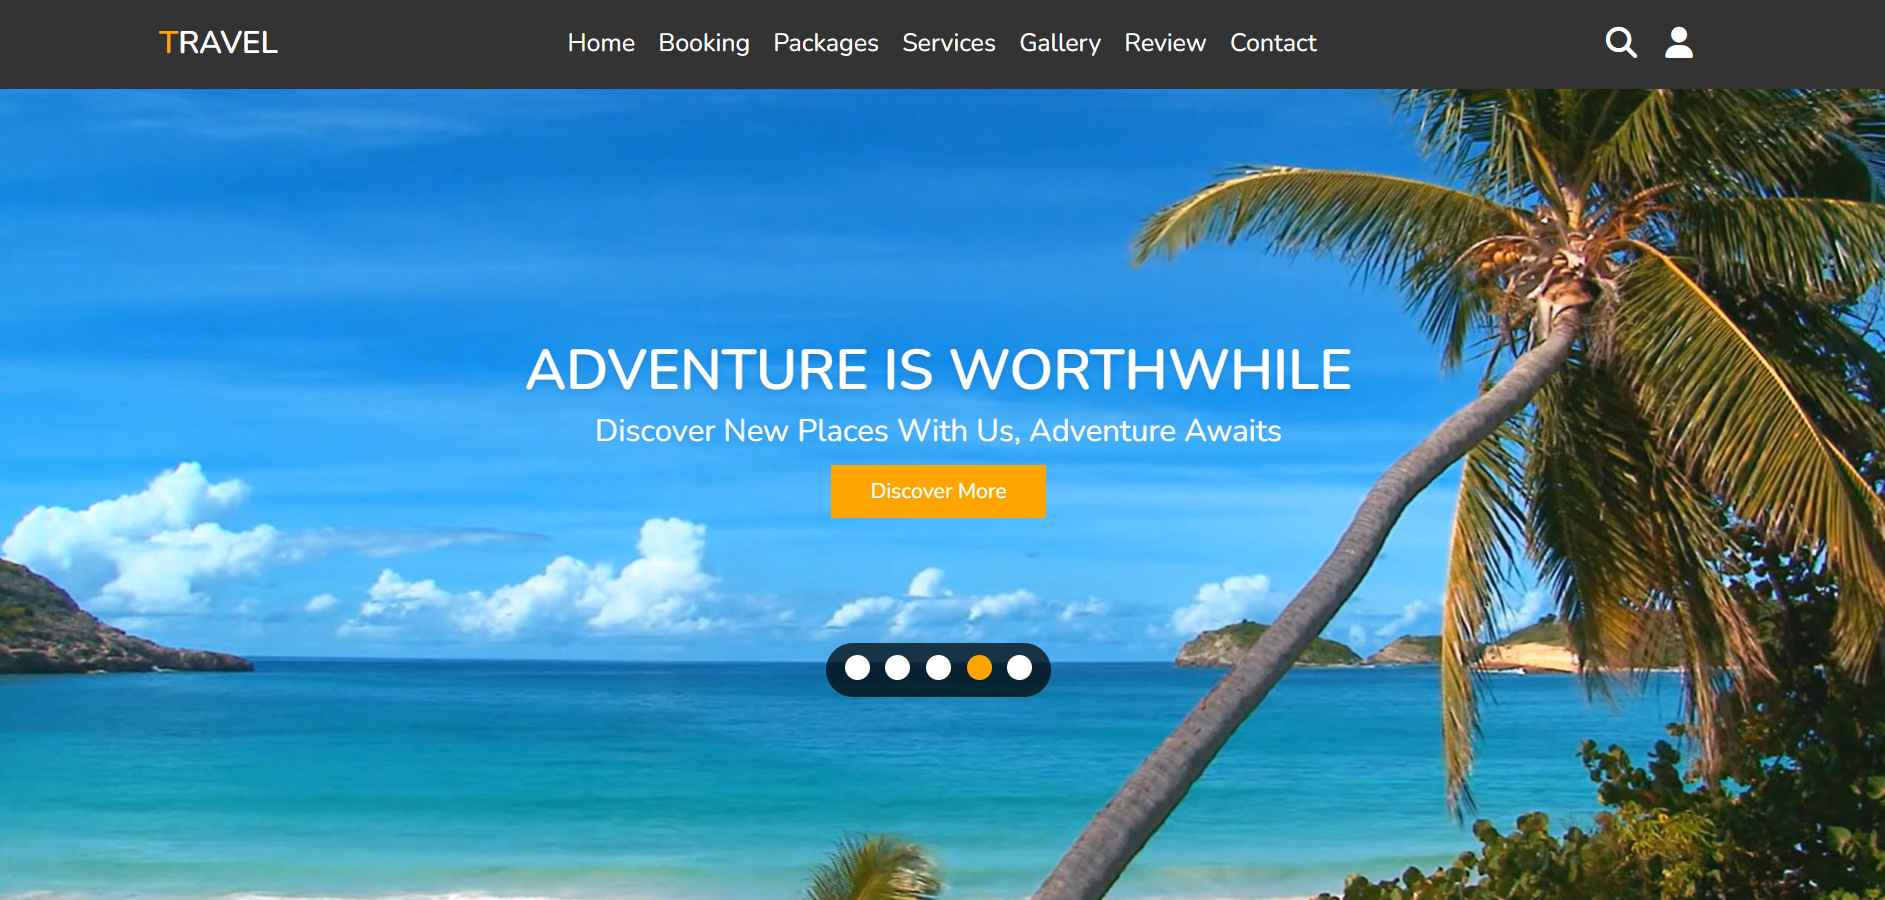 TRAVEL
Home Booking Packages Services Gallery Review Contact
ADVENTURE IS WORTHWHILE
Discover New Places With Us, Adventure Awaits
Discover More